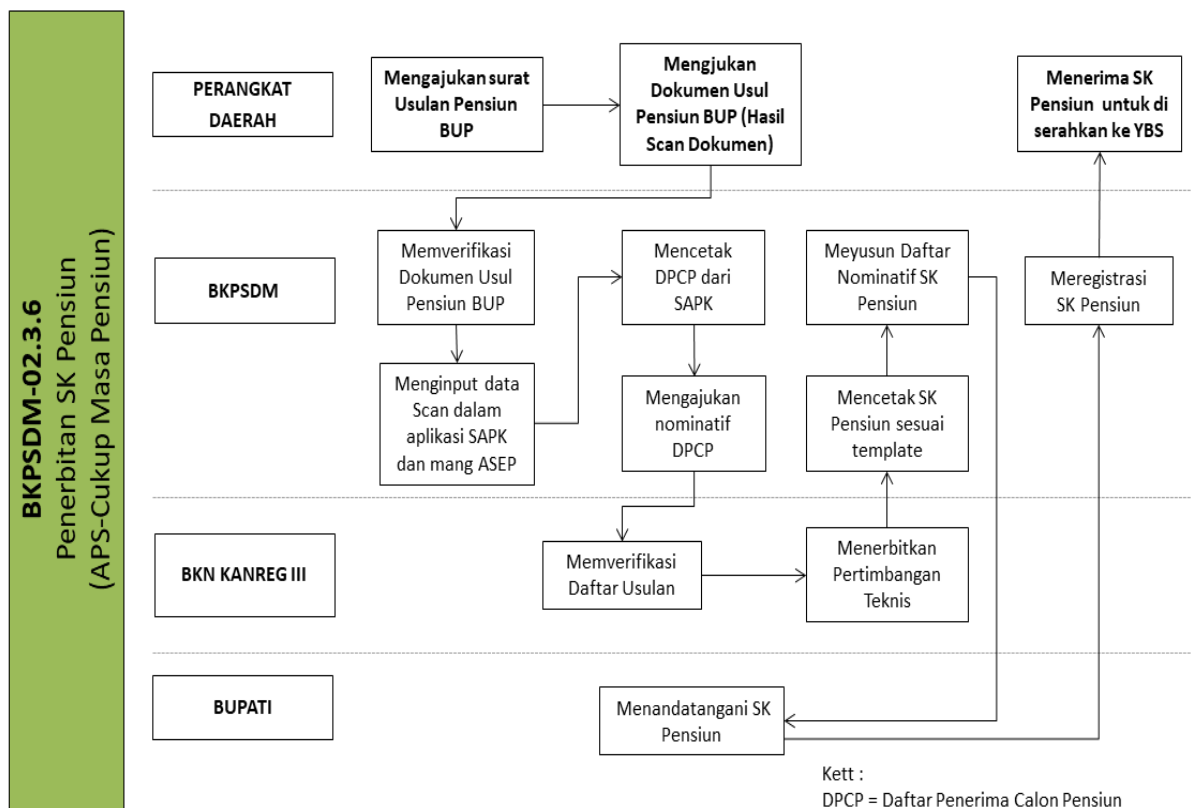 BKPSDM-02.3.6
Penerbitan SK Pensiun
(APS-Cukup Masa Pensiun)
PERANGKAT
DAERAH
Mengajukan surat
Usulan Pensiun
BUP
Mengjukan
Dokumen Usul
Pensiun BUP (Hasil
Scan Dokumen)
Menerima SK
Pensiun untuk di
serahkan ke YBS
BKPSDM
Memverifikasi
Dokumen Usul
Pensiun BUP
Mencetak
DPCP dari
SAPK
Meyusun Daftar
Nominatif SK
Pensiun
Meregistrasi
SK Pensiun
Menginput data
Scan dalam
aplikasi SAPK
dan mang ASEP
Mengajukan
nominatif
DPCP
Mencetak SK
Pensiun sesuai
template
BKN KANREG III
Memverifikasi
Daftar Usulan
Menerbitkan
Pertimbangan
Teknis
BUPATI
Menandatangani SK
Pensiun
Kett :
DPCP = Daftar Penerima Calon Pensiun